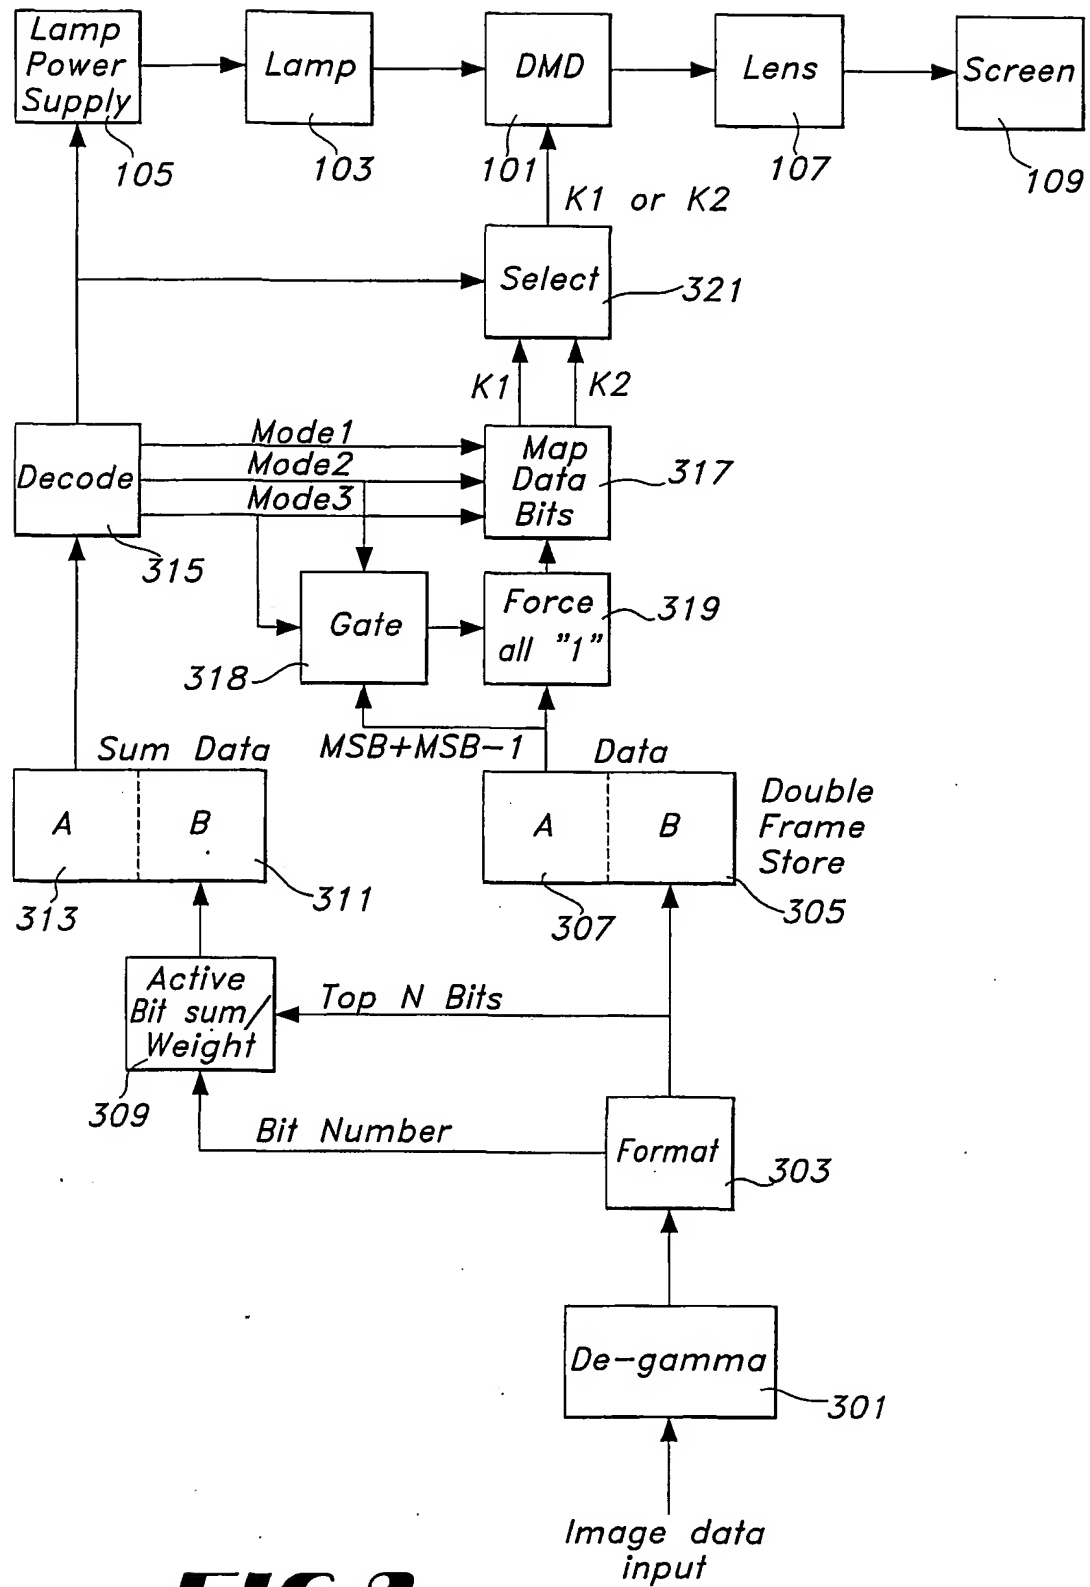 Lamp
Power
Supply
105
Lamp
103
DMD
101
Lens
107
Screen
109
K1 or K2
Select
321
K1
K2
Decode
315
Mode1
Mode2
Mode3
Map
Data
Bits
317
Gate
318
Force
all "1"
319
MSB+MSB-1
Sum Data
A
B
313
311
Data
A
B
307
305
Double
Frame
Store
Active
Bit sum/
Weight
309
Top N Bits
Bit Number
Format
303
De-gamma
301
Image data
input